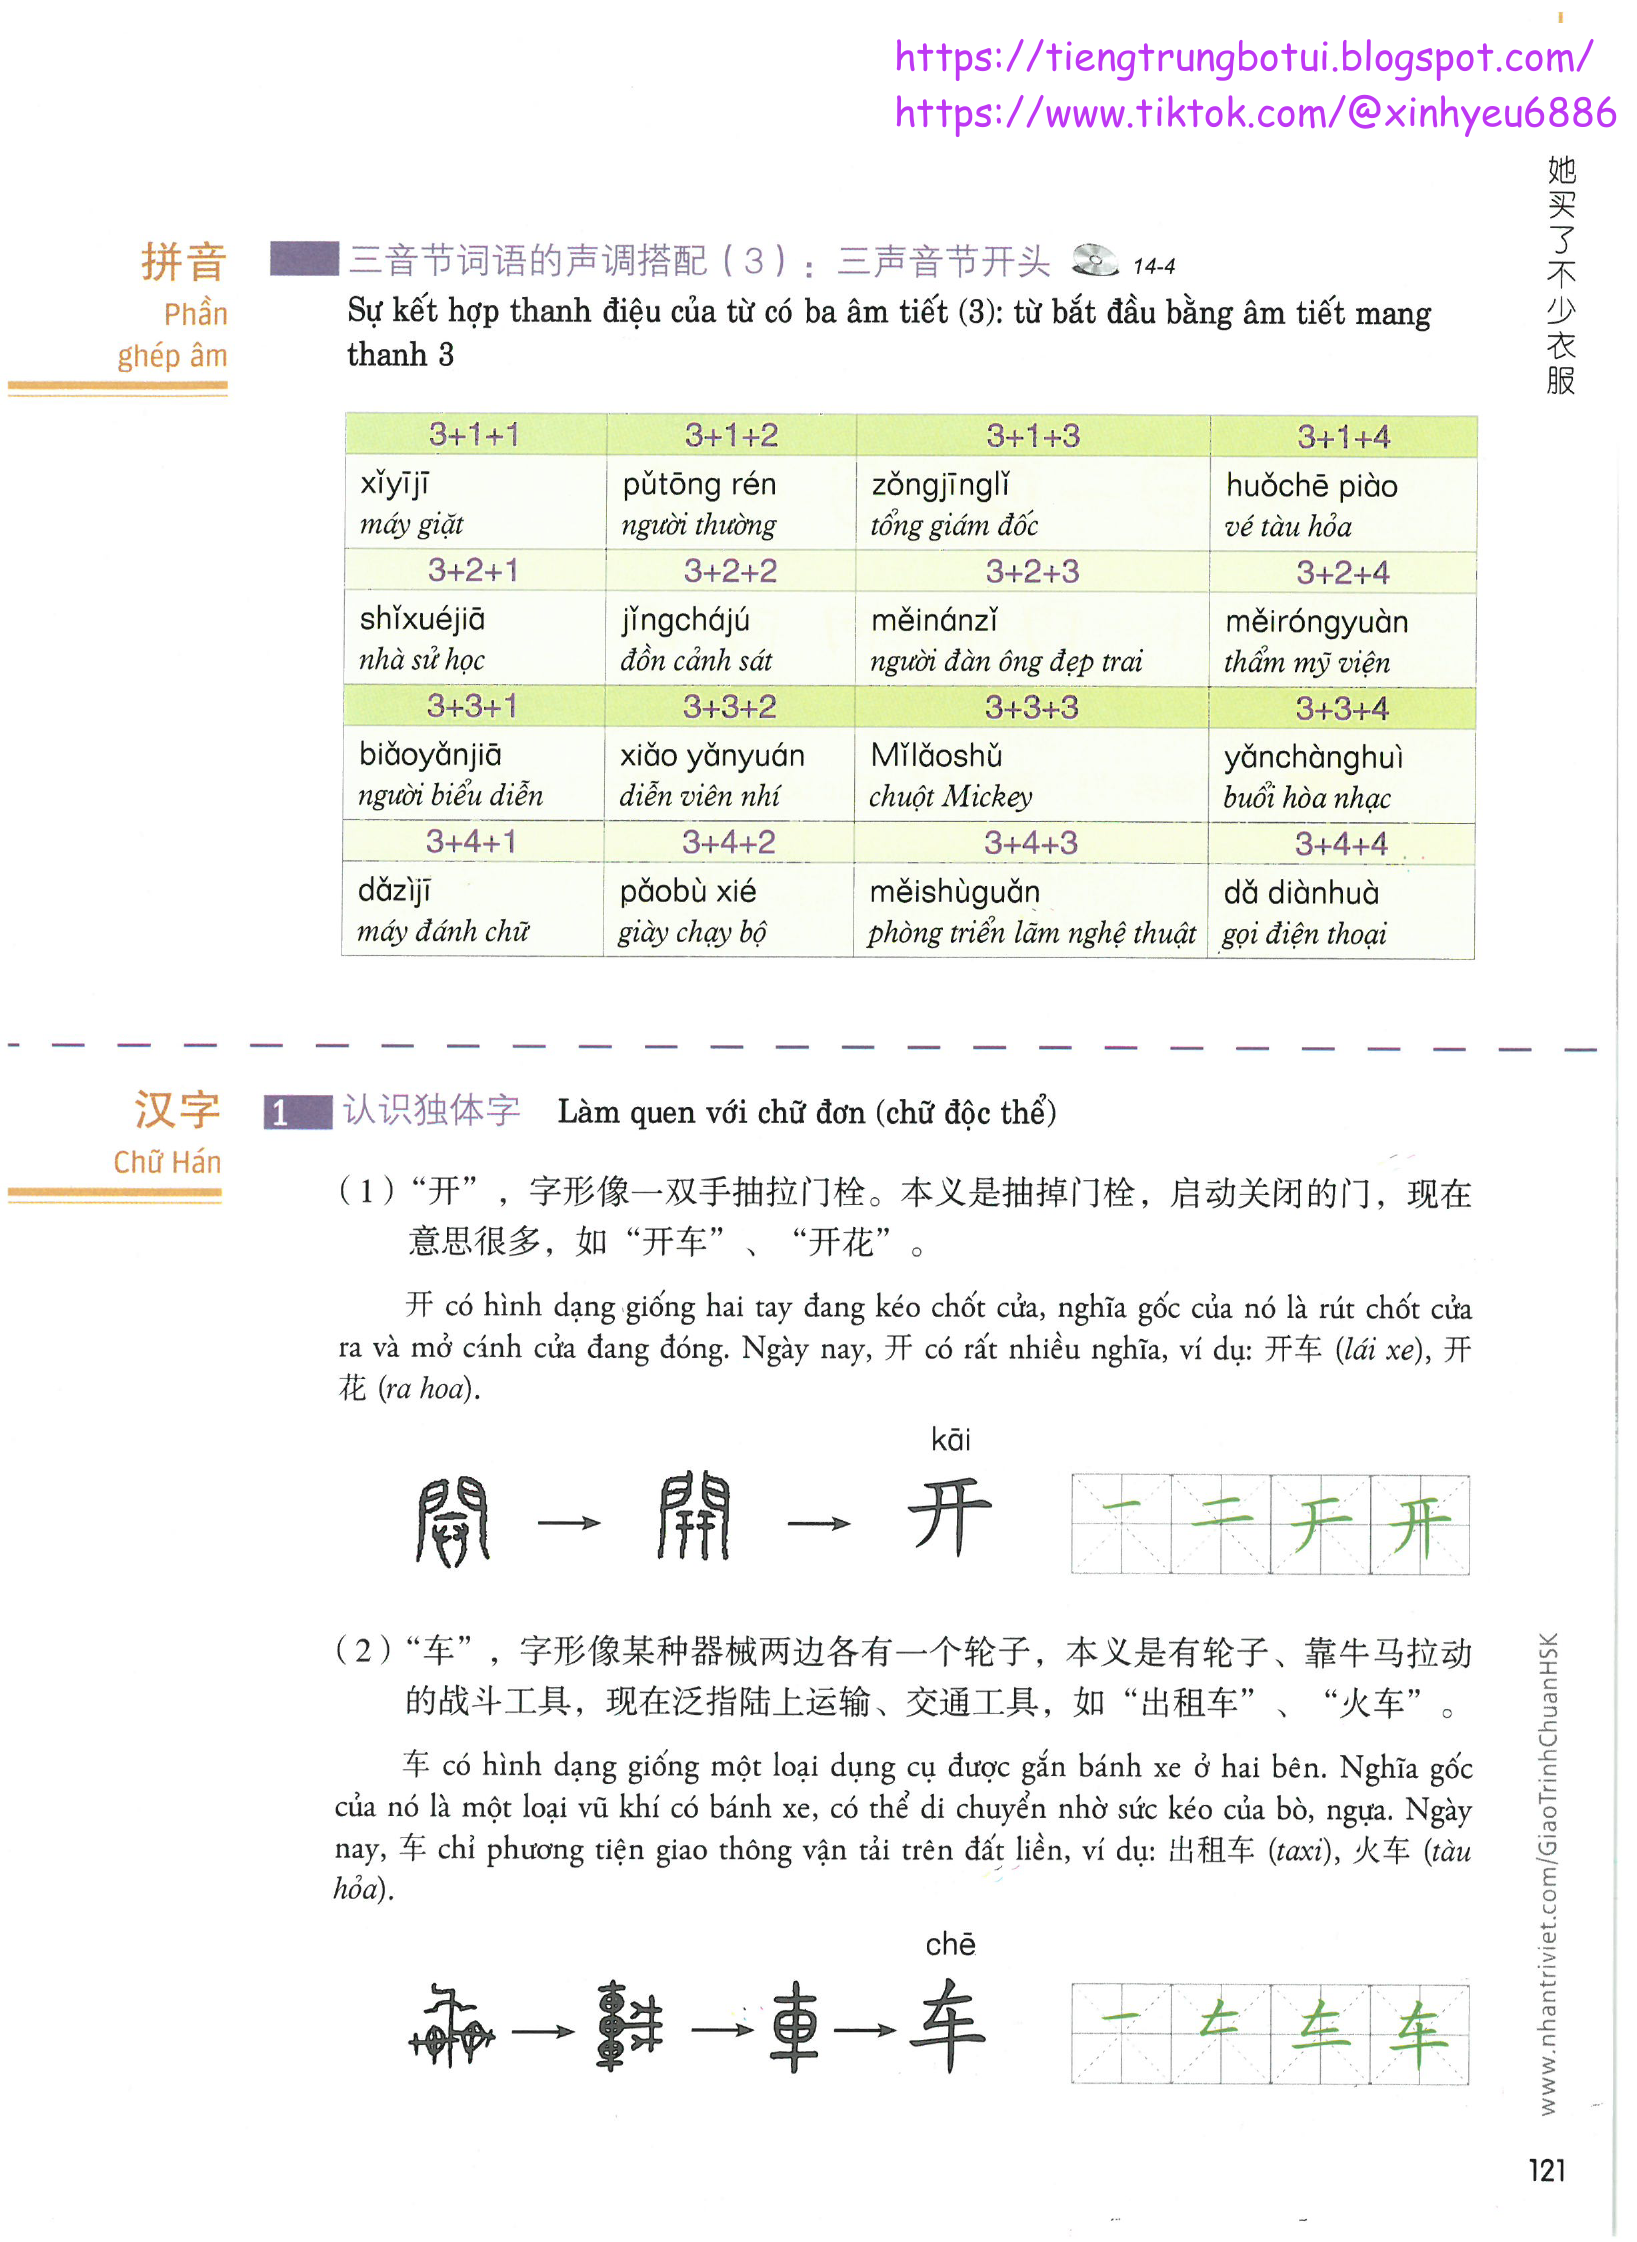 https://tiengtrungbotui.blogspot.com/
https://www.tiktok.com/@xinhyeu6886
她买了不少衣服
拼音
Phần
ghép âm
三音节词语的声调搭配（3）：三声音节开头 14-4
Sự kết hợp thanh điệu của từ có ba âm tiết (3): từ bắt đầu bằng âm tiết mang
thanh 3
3+1+1 3+1+2 3+1+3 3+1+4
xǐyījī pǔtōng rén zǒngjīnglǐ huǒchē piào
máy giặt người thường tổng giám đốc vé tàu hỏa
3+2+1 3+2+2 3+2+3 3+2+4
shǐxuéjiā jǐngchájú měinánzǐ měiróngyuàn
nhà sử học đồn cảnh sát người đàn ông đẹp trai thẩm mỹ viện
3+3+1 3+3+2 3+3+3 3+3+4
biǎoyǎnjiā xiǎo yǎnyuán Mǐlǎoshǔ yǎnchànghuì
người biểu diễn diễn viên nhí chuột Mickey buổi hòa nhạc
3+4+1 3+4+2 3+4+3 3+4+4
dǎzìjī pǎobù xié měishùguǎn dǎ diànhuà
máy đánh chữ giày chạy bộ phòng triển lãm nghệ thuật gọi điện thoại
汉字
Chữ Hán
1 认识独体字 Làm quen với chữ đơn (chữ độc thể)
（1）“开”，字形像一双手抽拉门栓。本义是抽掉门栓，启动关闭的门，现在
意思很多，如“开车”、“开花”。
开 có hình dạng giống hai tay đang kéo chốt cửa, nghĩa gốc của nó là rút chốt cửa
ra và mở cánh cửa đang đóng. Ngày nay, 开 có rất nhiều nghĩa, ví dụ: 开车 (lái xe), 开
花 (ra hoa).
kāi
開 → 開 → 开
（2）“车”，字形像某种器械两边各有一个轮子，本义是有轮子、靠牛马拉动
的战斗工具，现在泛指陆上运输、交通工具，如“出租车”、“火车”。
车 có hình dạng giống một loại dụng cụ được gắn bánh xe ở hai bên. Nghĩa gốc
của nó là một loại vũ khí có bánh xe, có thể di chuyển nhờ sức kéo của bò, ngựa. Ngày
nay, 车 chỉ phương tiện giao thông vận tải trên đất liền, ví dụ: 出租车 (taxi), 火车 (tàu
hỏa).
chē
車 → 车
www.nhantriviet.com/GiaoTrinhChuanHSK
121